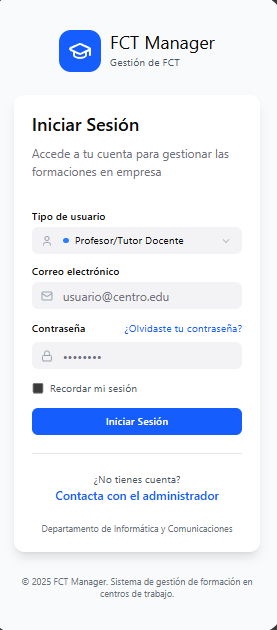 FCT Manager
Gestión de FCT
Iniciar Sesión
Accede a tu cuenta para gestionar las
formaciones en empresa
Tipo de usuario
Profesor/Tutor Docente
Correo electrónico
usuario@centro.edu
Contraseña ¿Olvidaste tu contraseña?
••••••••
Recordar mi sesión
Iniciar Sesión
¿No tienes cuenta?
Contacta con el administrador
Departamento de Informática y Comunicaciones
© 2025 FCT Manager. Sistema de gestión de formación en
centros de trabajo.